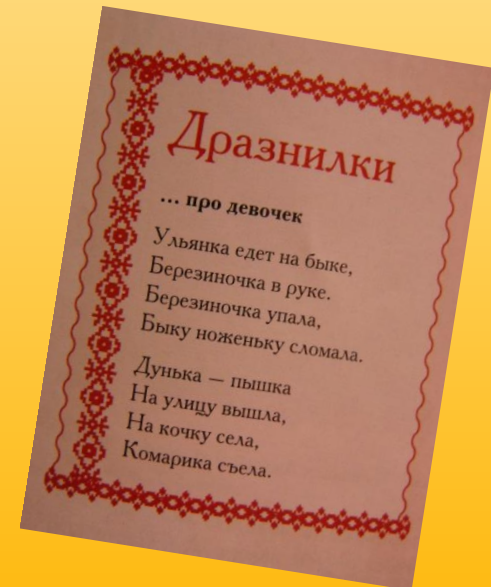 Дразнилки
... про девочек
Ульянка едет на быке,
Березиночка в руке.
Березиночка упала,
Быку ноженьку сломала.
Дунька — пышка
На улицу вышла,
На кочку села,
Комарика съела.